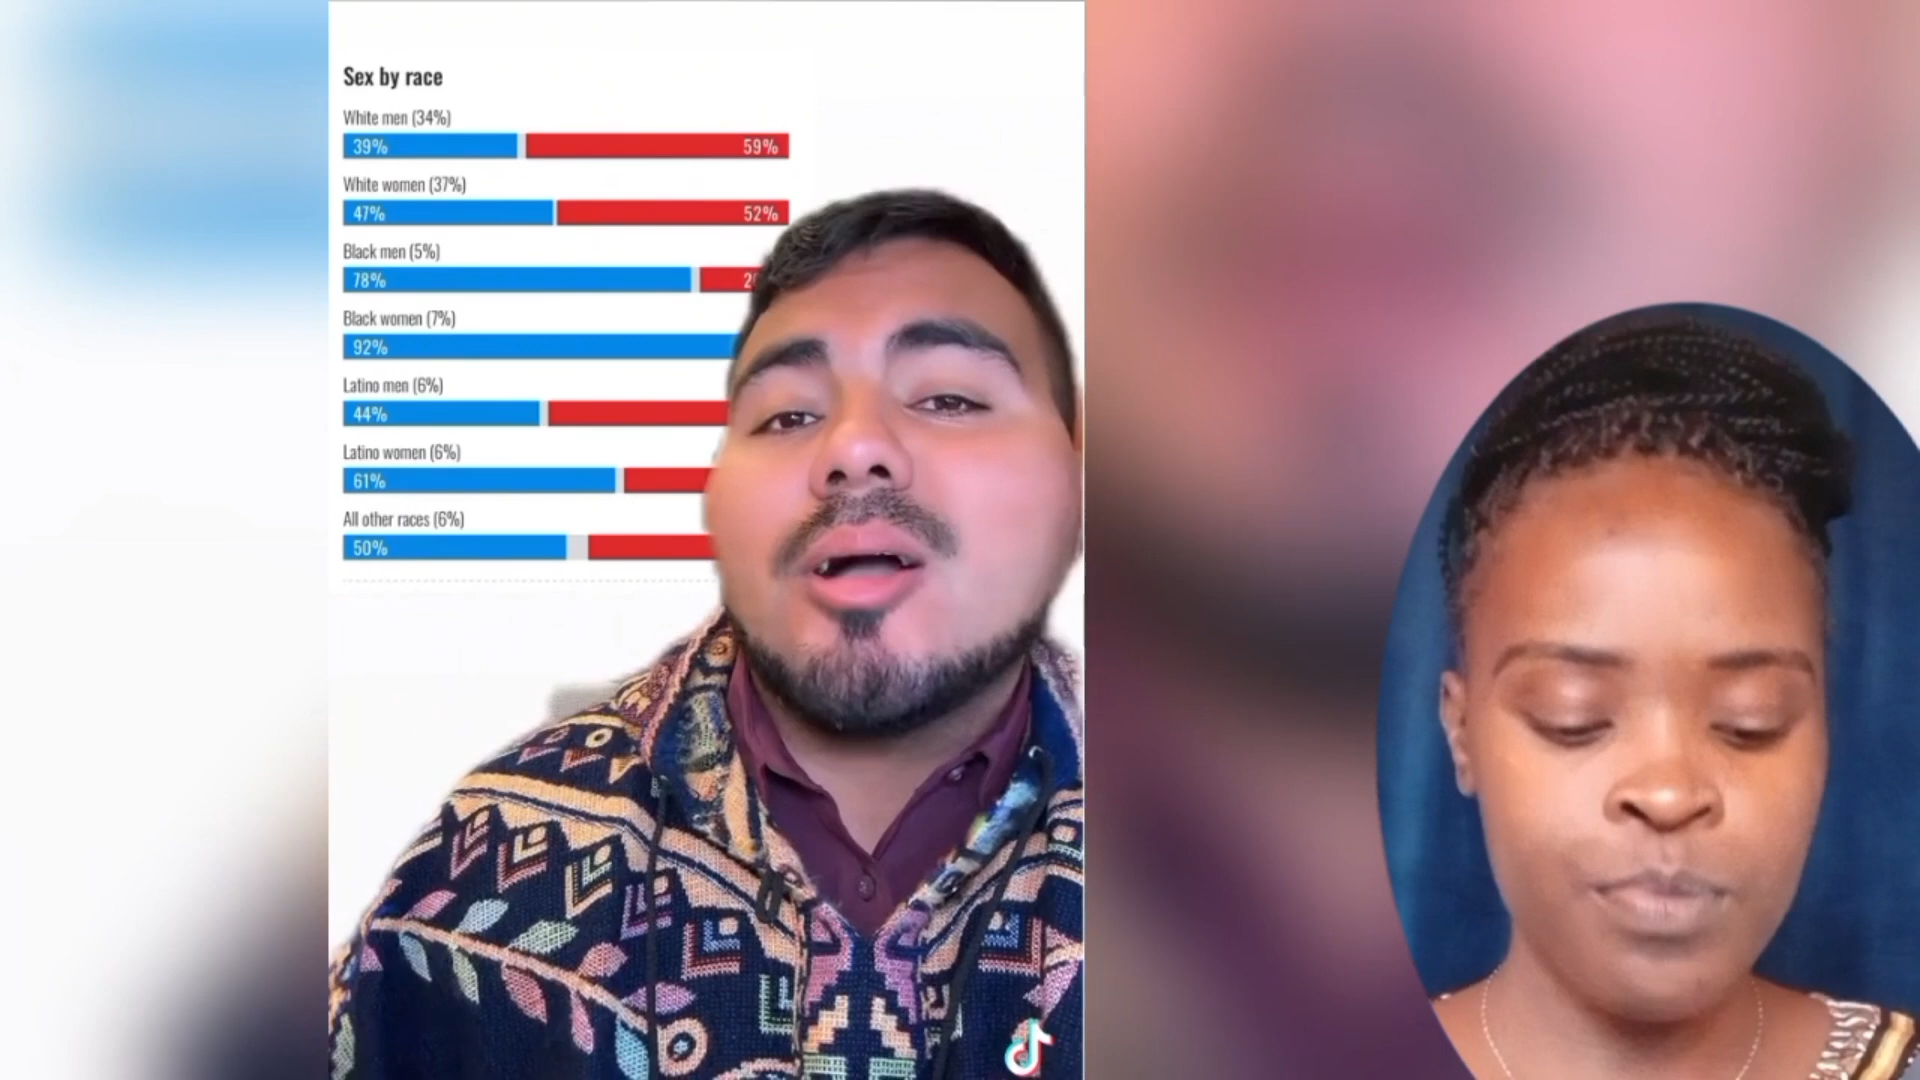 Sex by race
White men (34%)
39% 59%
White women (37%)
47% 52%
Black men (5%)
78%
Black women (7%)
92%
Latino men (6%)
44%
Latino women (6%)
61%
All other races (6%)
50%